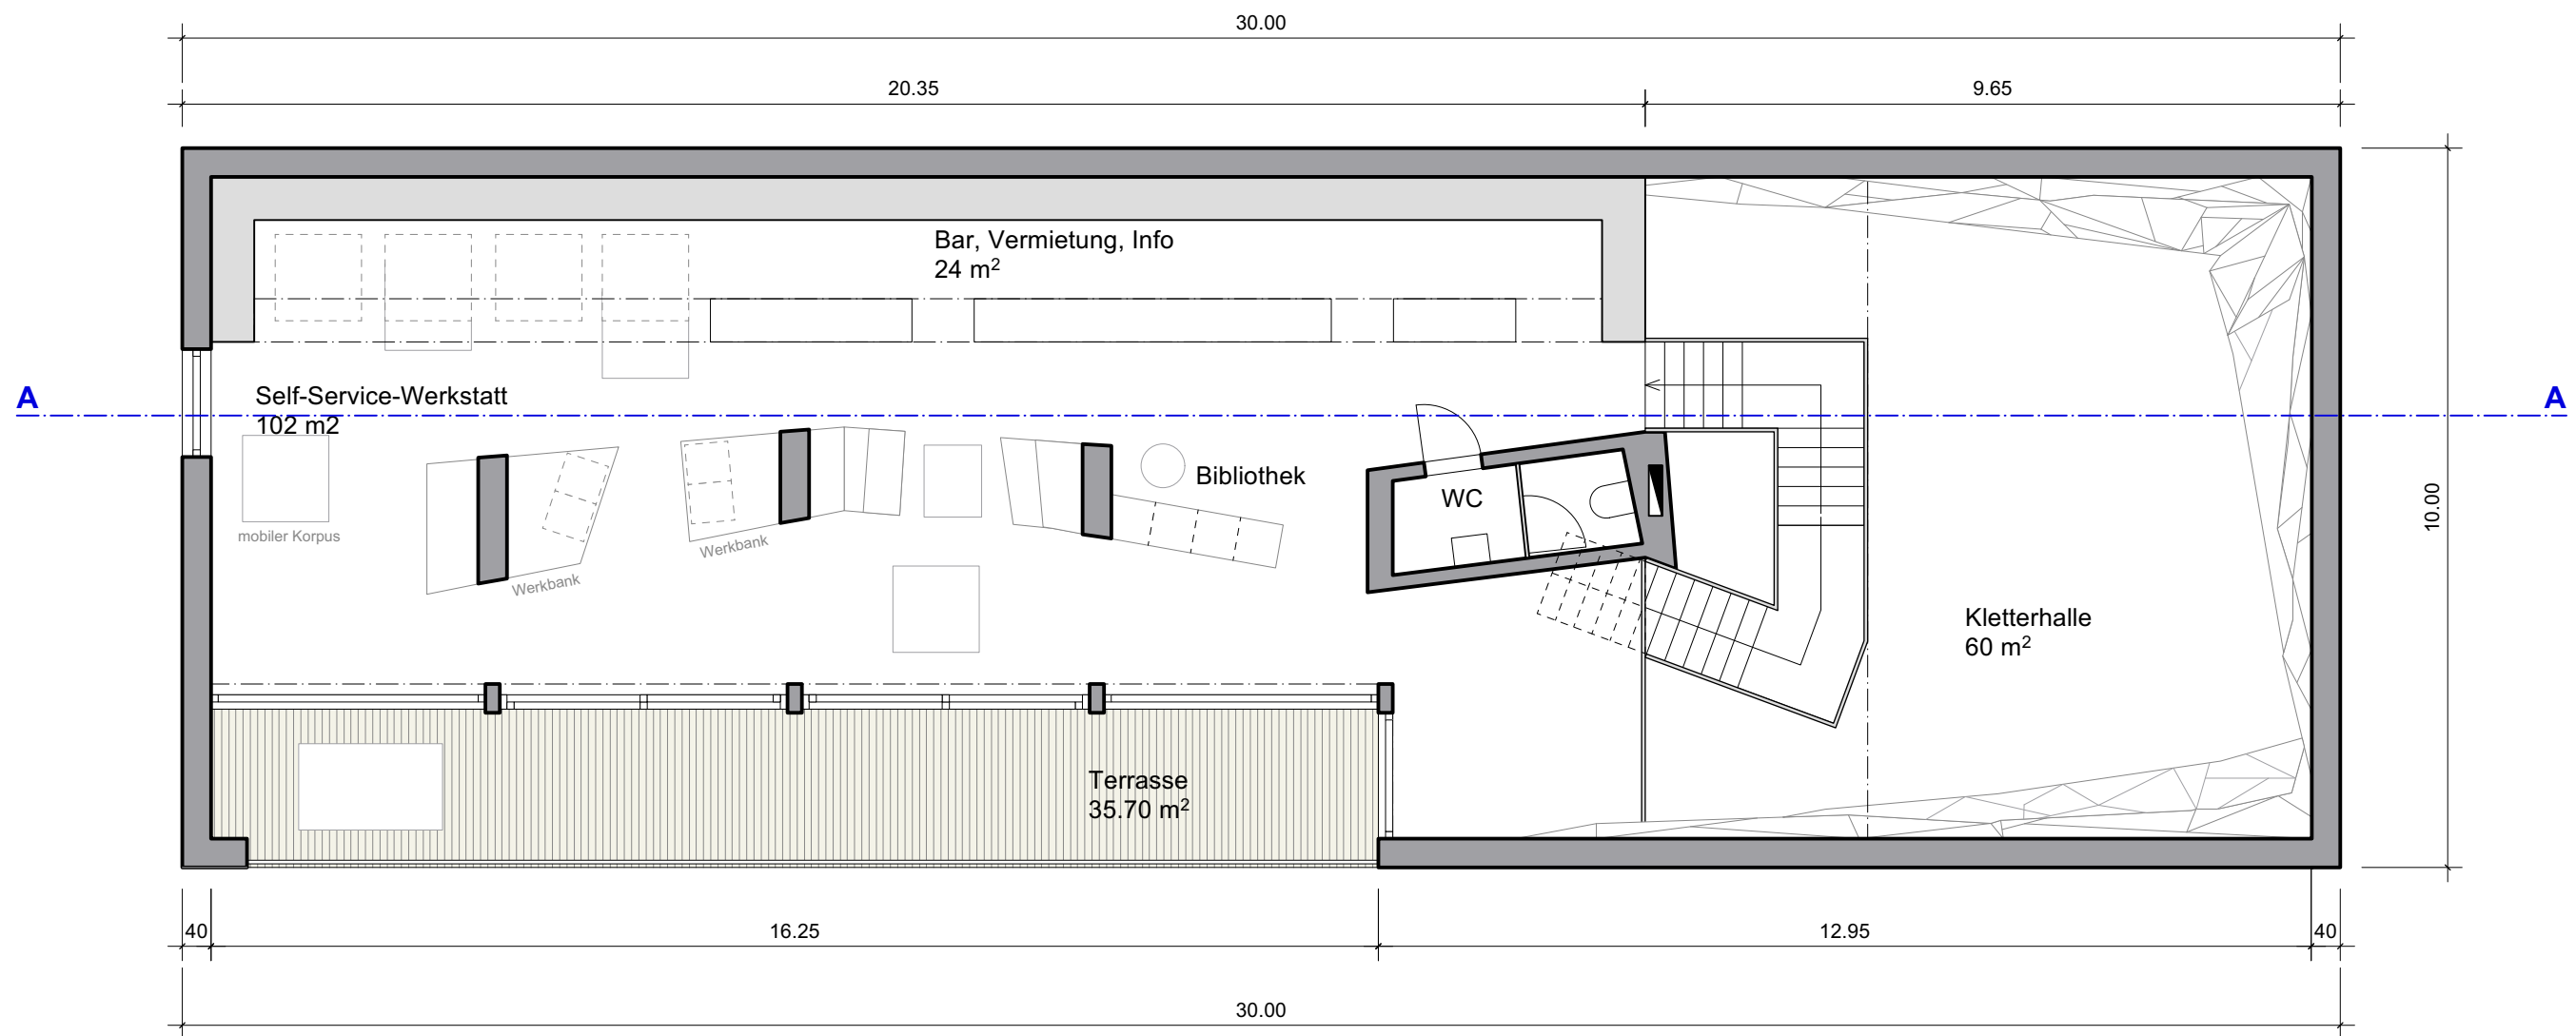 30.00
20.35
9.65
Bar, Vermietung, Info
24 m²
A
Self-Service-Werkstatt
102 m2
A
mobiler Korpus
Werkbank
Werkbank
Bibliothek
WC
10.00
Kletterhalle
60 m²
Terrasse
35.70 m²
40
16.25
12.95
40
30.00